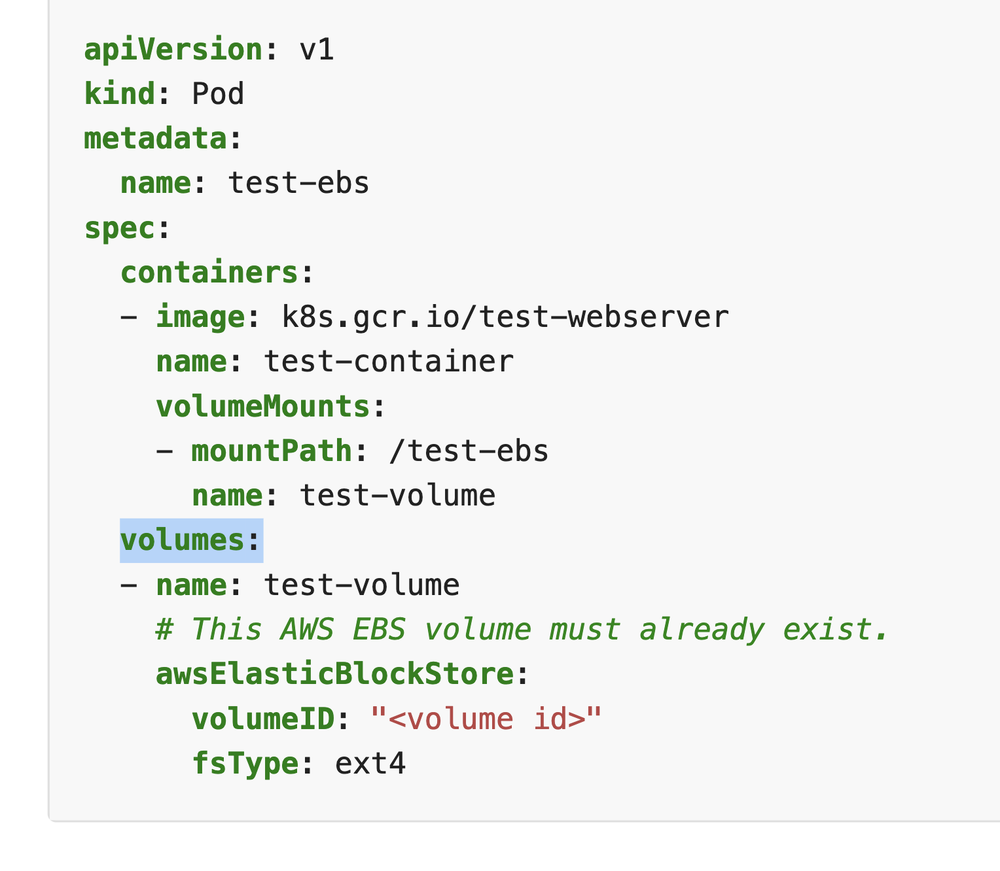 apiVersion: v1
kind: Pod
metadata:
  name: test-ebs
spec:
  containers:
  - image: k8s.gcr.io/test-webserver
    name: test-container
    volumeMounts:
    - mountPath: /test-ebs
      name: test-volume
  volumes:
  - name: test-volume
    # This AWS EBS volume must already exist.
    awsElasticBlockStore:
      volumeID: "<volume id>"
      fsType: ext4